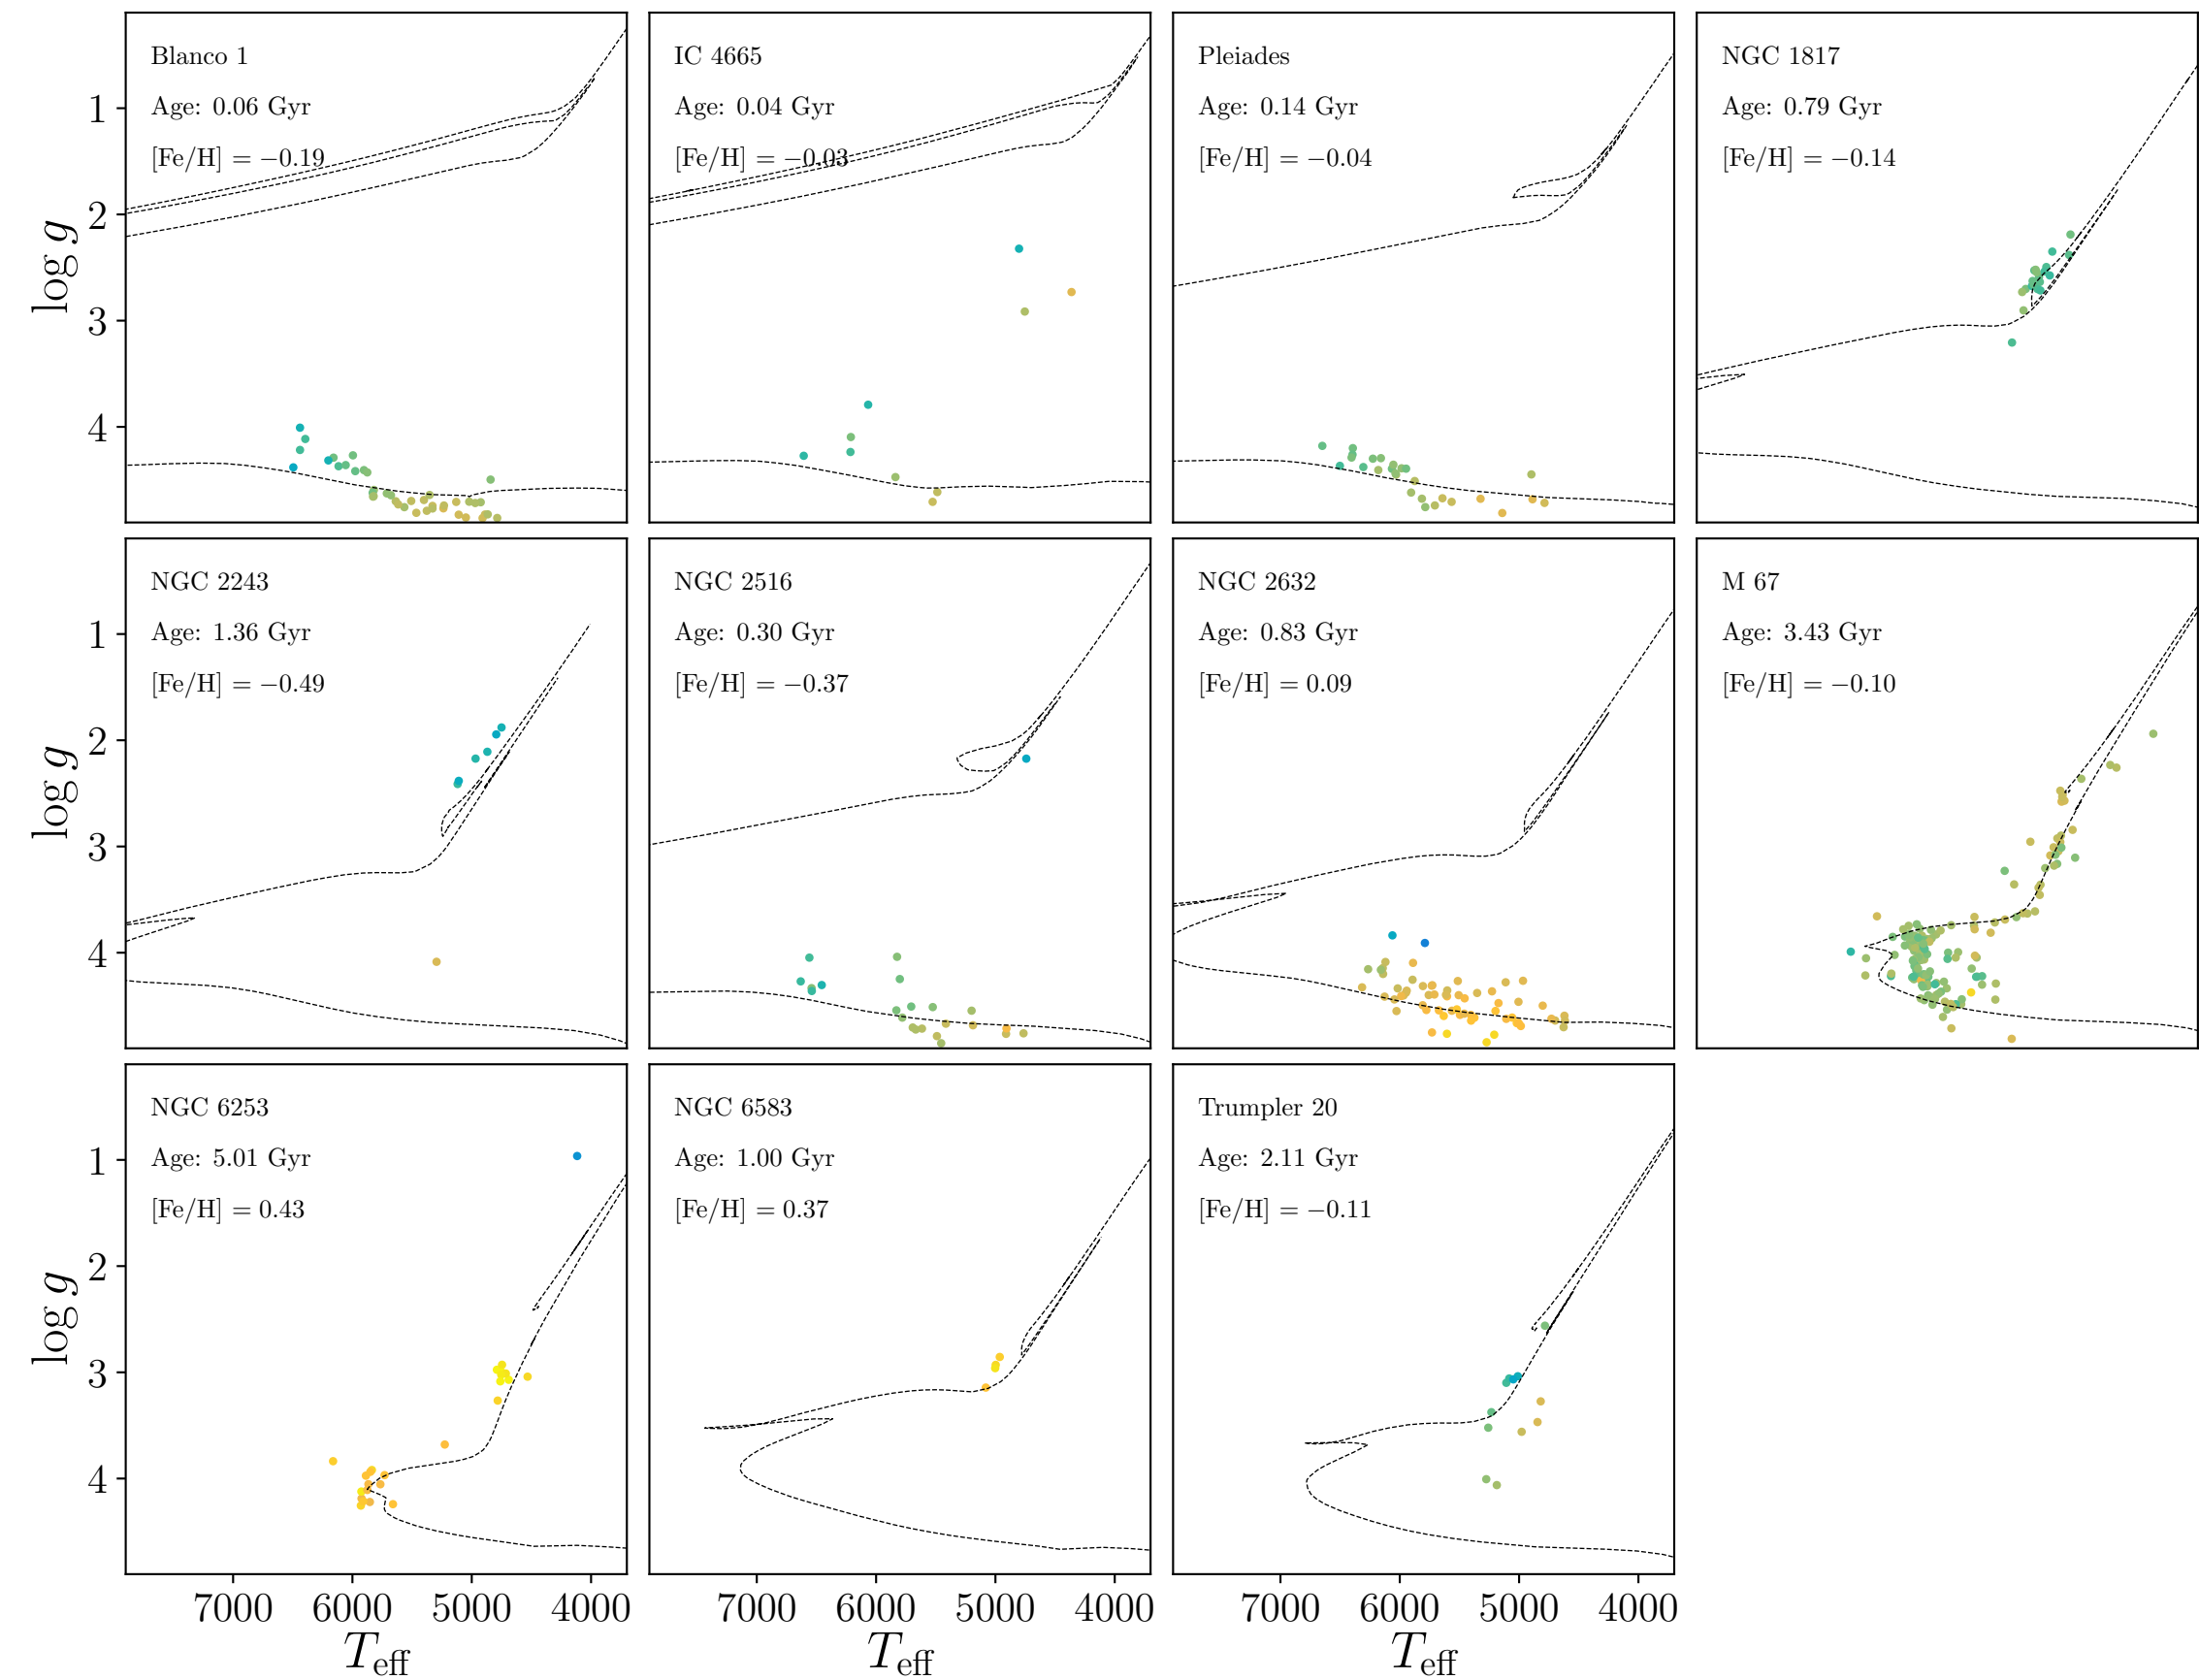 Blanco 1
Age: 0.06 Gyr
[Fe/H] = −0.19
IC 4665
Age: 0.04 Gyr
[Fe/H] = −0.03
Pleiades
Age: 0.14 Gyr
[Fe/H] = −0.04
NGC 1817
Age: 0.79 Gyr
[Fe/H] = −0.14
1
2
3
4
log g
NGC 2243
Age: 1.36 Gyr
[Fe/H] = −0.49
NGC 2516
Age: 0.30 Gyr
[Fe/H] = −0.37
NGC 2632
Age: 0.83 Gyr
[Fe/H] = 0.09
M 67
Age: 3.43 Gyr
[Fe/H] = −0.10
1
2
3
4
log g
NGC 6253
Age: 5.01 Gyr
[Fe/H] = 0.43
NGC 6583
Age: 1.00 Gyr
[Fe/H] = 0.37
Trumpler 20
Age: 2.11 Gyr
[Fe/H] = −0.11
1
2
3
4
log g
7000 6000 5000 4000
7000 6000 5000 4000
7000 6000 5000 4000
Teff
Teff
Teff